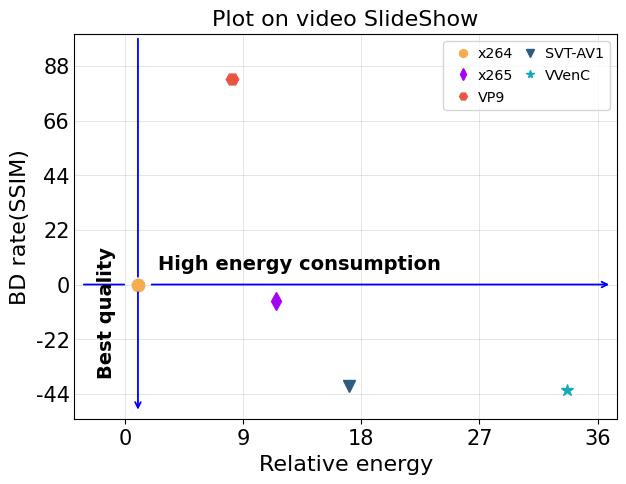 Plot on video SlideShow
x264
x265
VP9
SVT-AV1
VVenC
88
66
44
22
0
-22
-44
BD rate(SSIM)
High energy consumption
Best quality
0
9
18
27
36
Relative energy